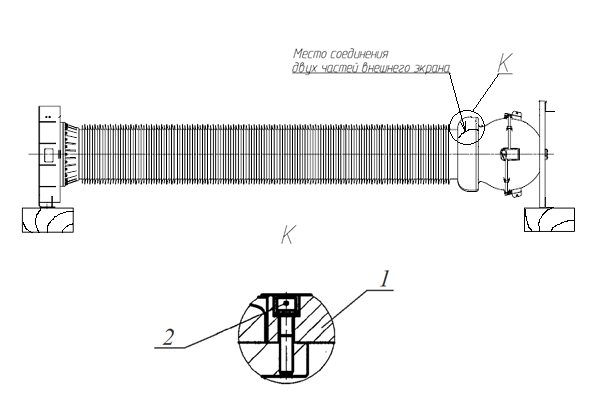 Место соединения
двух частей внешнего экрана
К
К
1
2